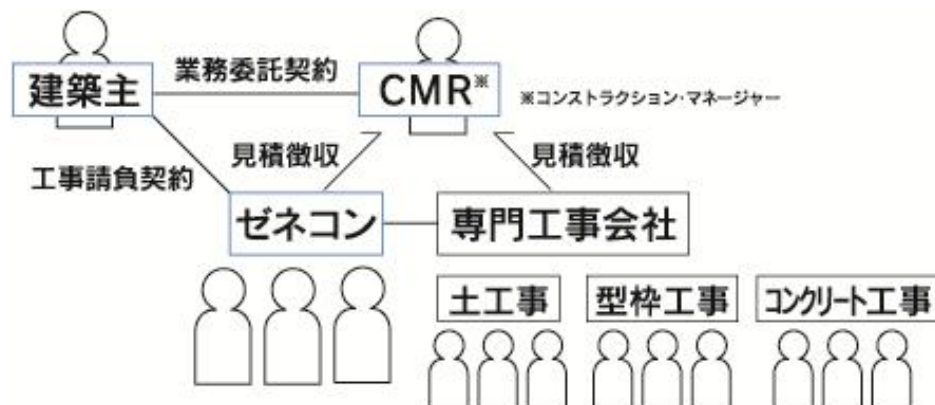 業務委託契約
建築主
CMR※
※コンストラクション・マネージャー
見積徴収
見積徴収
工事請負契約
ゼネコン
専門工事会社
土工事
型枠工事
コンクリート工事